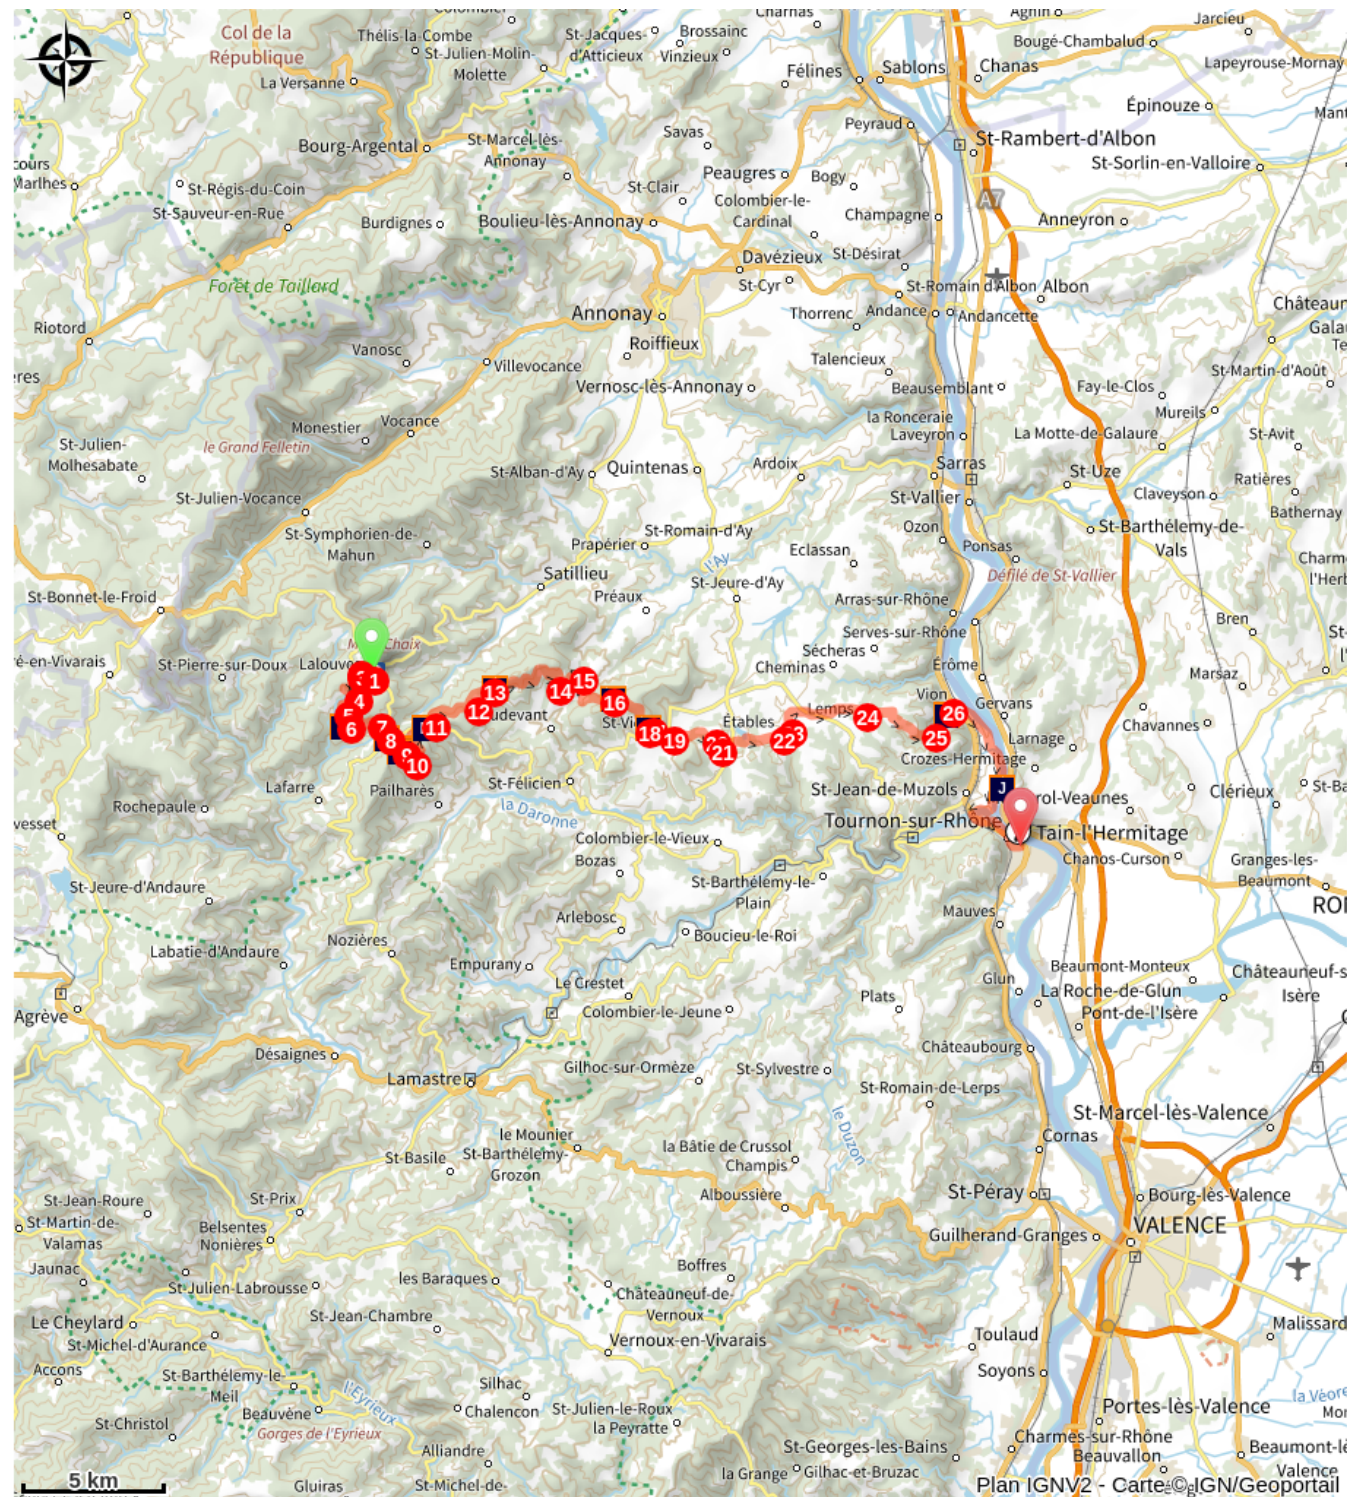 Colombier
Charnas
Agnin
Jarcieu
Col de la
République
Thélis-la-Combe
St-Jacques-
d'Atticieux
Brossainc
Vinzieux
Bougé-Chambalud
St-Julien-Molin-
Molette
La Versanne
Félines
Sablons
Chanas
Lapeyrouse-Mornay
Épinouze
Peyraud
St-Rambert-d'Albon
Bourg-Argental
St-Marcel-lès-
Annonay
Savas
St-Sorlin-en-Valloire
Marlhes
St-Régis-du-Coin
St-Clair
Peaugres
Bogy
A7
St-Sauveur-en-Rue
Burdignes
Boulieu-lès-Annonay
Colombier-le-
Cardinal
Champagne
Anneyron
Davézieux
St-Désirat
Forêt de Taillard
St-Cyr
St-Romain d'Albon
Albon
Annonay
Thorrenc
Andance
Andancette
Riotord
Roiffieux
Vanosc
Villevocance
Talencieux
St-Martin-d'Août
Vernosc-lès-Annonay
Beausemblant
Fay-le-Clos
Mureils
Vocance
Monestier
la Ronceraie
Laveyron
La Motte-de-Galaure
St-Avit
St-Julien-
Molhesabate
le Grand Felletin
St-Alban-d'Ay
Quintenas
Ardoix
Sarras
St-Uze
Ratières
St-Julien-Vocance
St-Vallier
Claveyson
Bathernay
St-Symphorien-de-
Mahun
St-Romain-d'Ay
Ozon
St-Barthélemy-de-
Vals
Prapérier
l'Ay
Eclassan
Ponsas
Satillieu
St-Jeure-d'Ay
Défilé de St-Vallier
St-Bonnet-le-Froid
Préaux
Arras-sur-Rhône
Bren
Serves-sur-Rhône
Sécheras
St-Pierre-sur-Doux
Cheminas
Érôme
Marsaz
1
4
6
7
8
9
10
11
12
13
14
15
16
18
19
21
22
24
25
26
Étables
Lemps
Vion
Gervans
Chavannes
Larnage
Crozes-Hermitage
J
St-Félicien
St-Jean-de-Muzols
Clérieux
Lafarre
Pailharès
Rochepaule
la Daronne
Tournon-sur-Rhône
Tain-l'Hermitage
Colombier-le-Vieux
Bozas
Chanos-Curson
Granges-les-
Beaumont
St-Jeure-d'Andaure
St-Barthélemy-le-
Plain
Mauves
Arlebosc
Boucieu-le-Roi
Labatie-d'Andaure
Nozières
Empurany
Beaumont-Monteux
Glun
La Roche-de-Glun
Le Crestet
Plats
Pont-de-l'Isère
Isère
Colombier-le-Jeune
Agrève
Désaignes
Châteaubourg
Lamastre
Gilhoc-sur-Ormèze
St-Sylvestre
St-Romain-de-Lerps
le Duzon
St-Marcel-lès-Valence
le Mounier
St-Barthélemy-
Grozon
la Bâtie de Crussol
Champis
Cornas
St-Basile
St-Jean-Roure
St-Prix
Alboussière
St-Péray
Bourg-lès-Valence
St-Martin-de-
Valamas
Belsentes
Nonières
VALENCE
Guilherand-Granges
Jaunac
St-Julien-Labrousse
les Baraques
Boffres
Châteauneuf-de-
Vernoux
Le Cheylard
St-Jean-Chambre
Vernoux-en-Vivarais
Toulaud
Malissard
St-Michel-d'Aurance
Accons
St-Barthélemy-le-
Meil
Silhac
Soyons
l'Eyrieux
Beauvène
Chalencon
St-Julien-le-Roux
la Peyratte
Portes-lès-Valence
St-Christol
Gorges de l'Eyrieux
Alliandre
St-Georges-les-Bains
Charmes-sur-Rhône
Beauvallon
5 km
Gluiras
St-Michel-de-
la Grange
Gilhac-et-Bruzac
Valence
Plan IGNV2 - Carte © IGN/Geoportail